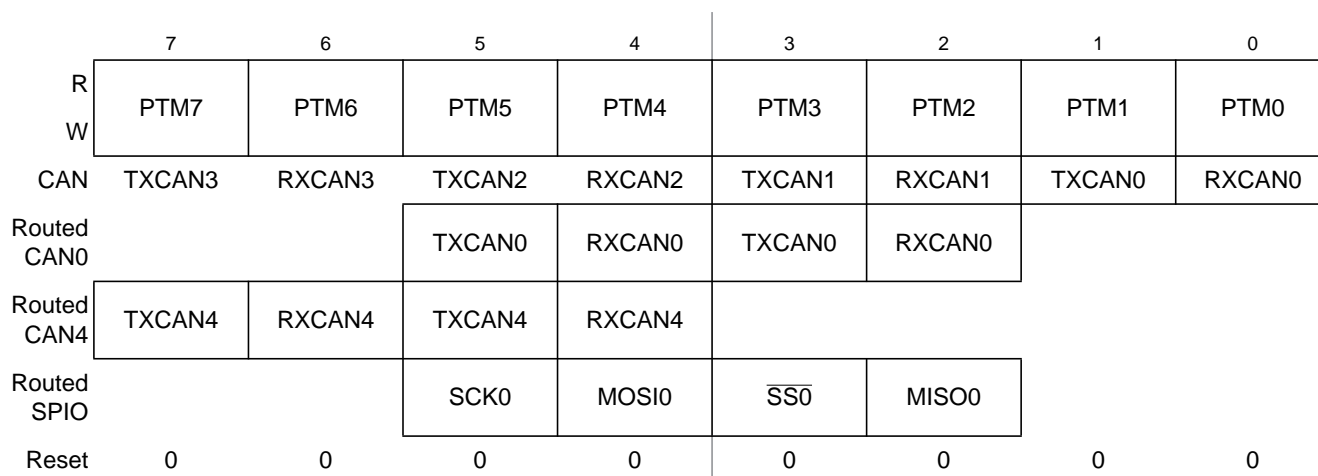 7 6 5 4 3 2 1 0
R
PTM7 PTM6 PTM5 PTM4 PTM3 PTM2 PTM1 PTM0
W
CAN TXCAN3 RXCAN3 TXCAN2 RXCAN2 TXCAN1 RXCAN1 TXCAN0 RXCAN0
Routed
CAN0 TXCAN0 RXCAN0 TXCAN0 RXCAN0
Routed
CAN4 TXCAN4 RXCAN4 TXCAN4 RXCAN4
Routed
SPIO SCK0 MOSI0 S̅S̅0̅ MISO0
Reset 0 0 0 0 0 0 0 0